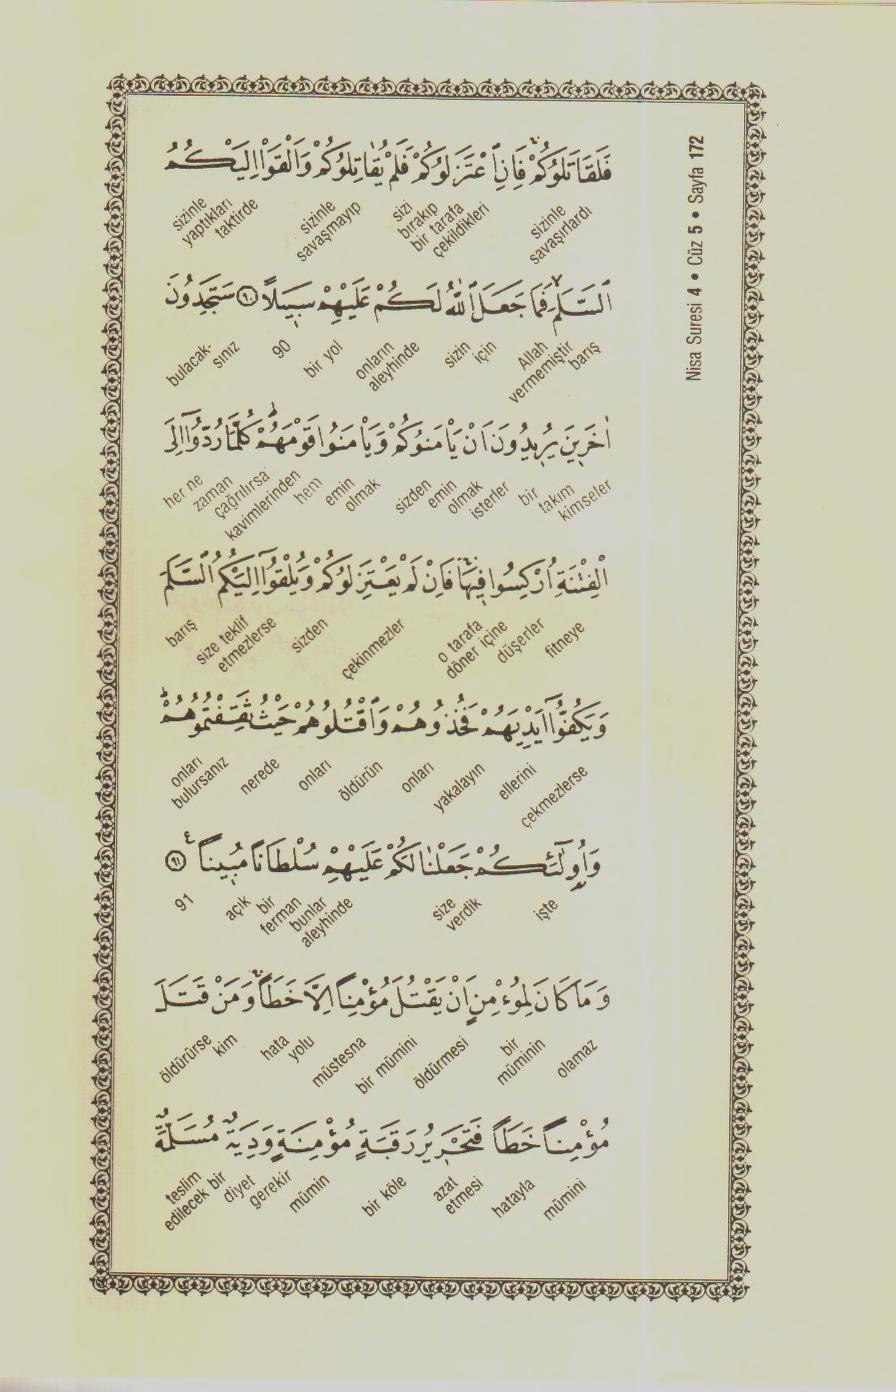 Nisa Suresi 4 • Cüz 5 • Sayfa 172
فَلَقَاتَلُوكُمْ فَاِنِ اعْتَزَلُوكُمْ فَلَمْ يُقَاتِلُوكُمْ وَاَلْقَوْا اِلَيْكُمُ
sizinle savaşırlardı sizi bırakıp bir tarafa çekildikleri sizinle savaşmayıp sizinle yaptıkları taktirde
السَّلَمَ فَمَا جَعَلَ اللّٰهُ لَكُمْ عَلَيْهِمْ سَبِيلًا ﴿٩٠﴾ سَتَجِدُونَ
barış Allah vermemiştir sizin için onların aleyhinde bir yol 90 bulacak- sınız
اٰخَرِينَ يُرِيدُونَ اَنْ يَأْمَنُوكُمْ وَيَأْمَنُوا قَوْمَهُمْ كُلَّمَا رُدُّوا اِلَى
bir takım kimseler isterler emin olmak sizden emin olmak hem kavimlerinden çağrılırsa her ne zaman
الْفِتْنَةِ اُرْكِسُوا فِيهَا فَاِنْ لَمْ يَعْتَزِلُوكُمْ وَيُلْقُوا اِلَيْكُمُ السَّلَمَ
fitneye düşerler o tarafa döner içine çekinmezler sizden size teklif etmezlerse barış
وَيَكُفُّوا اَيْدِيَهُمْ فَخُذُوهُمْ وَاقْتُلُوهُمْ حَيْثُ ثَقِفْتُمُوهُمْ
çekmezlerse ellerini yakalayın onları öldürün onları nerede onları bulursanız
وَاُولٰٓئِكُمْ جَعَلْنَا لَكُمْ عَلَيْهِمْ سُلْطَانًا مُبِينًا ﴿٩١﴾
işte size verdik bunlar aleyhinde bir ferman açık 91
وَمَا كَانَ لِمُؤْمِنٍ اَنْ يَقْتُلَ مُؤْمِنًا اِلَّا خَطَـًٔا وَمَنْ قَتَلَ
olamaz bir müminin öldürmesi bir mümini müstesna hata yolu kim öldürürse
مُؤْمِنًا خَطَـًٔا فَتَحْرِيرُ رَقَبَةٍ مُؤْمِنَةٍ وَدِيَةٌ مُسَلَّمَةٌ
mümini hatayla azat etmesi bir köle mümin gerekir diyet teslim edilecek bir